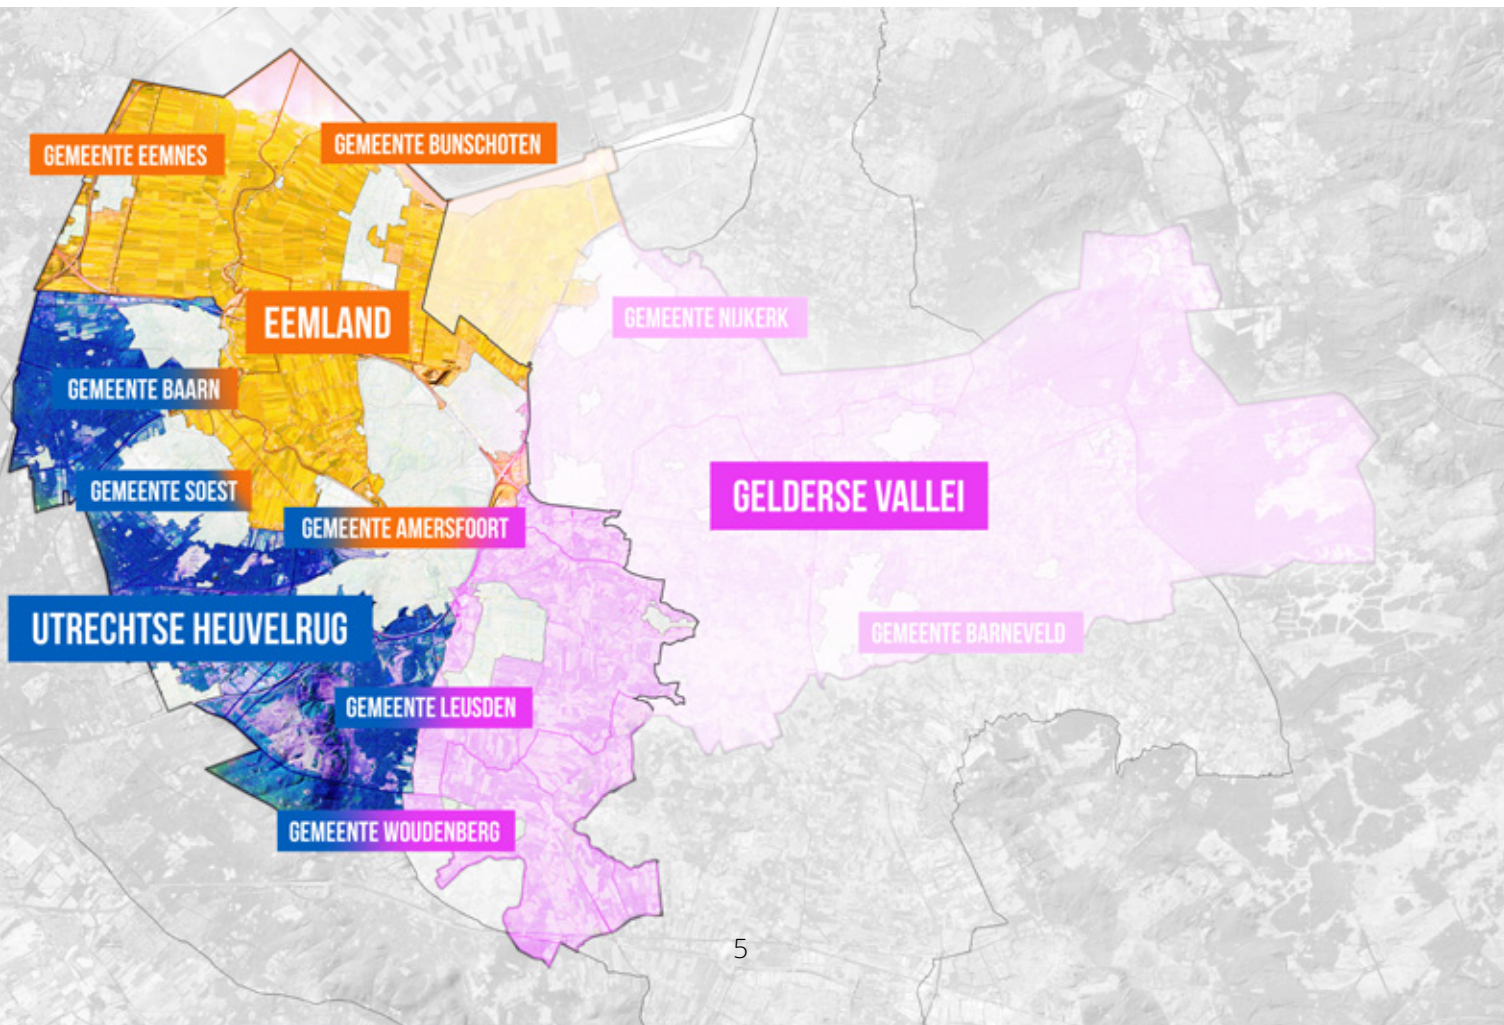 GEMEENTE EEMNES
GEMEENTE BUNSCHOTEN
EEMLAND
GEMEENTE NIJKERK
GEMEENTE BAARN
GEMEENTE SOEST
GELDERSE VALLEI
GEMEENTE AMERSFOORT
UTRECHTSE HEUVELRUG
GEMEENTE BARNEVELD
GEMEENTE LEUSDEN
GEMEENTE WOUDENBERG
5